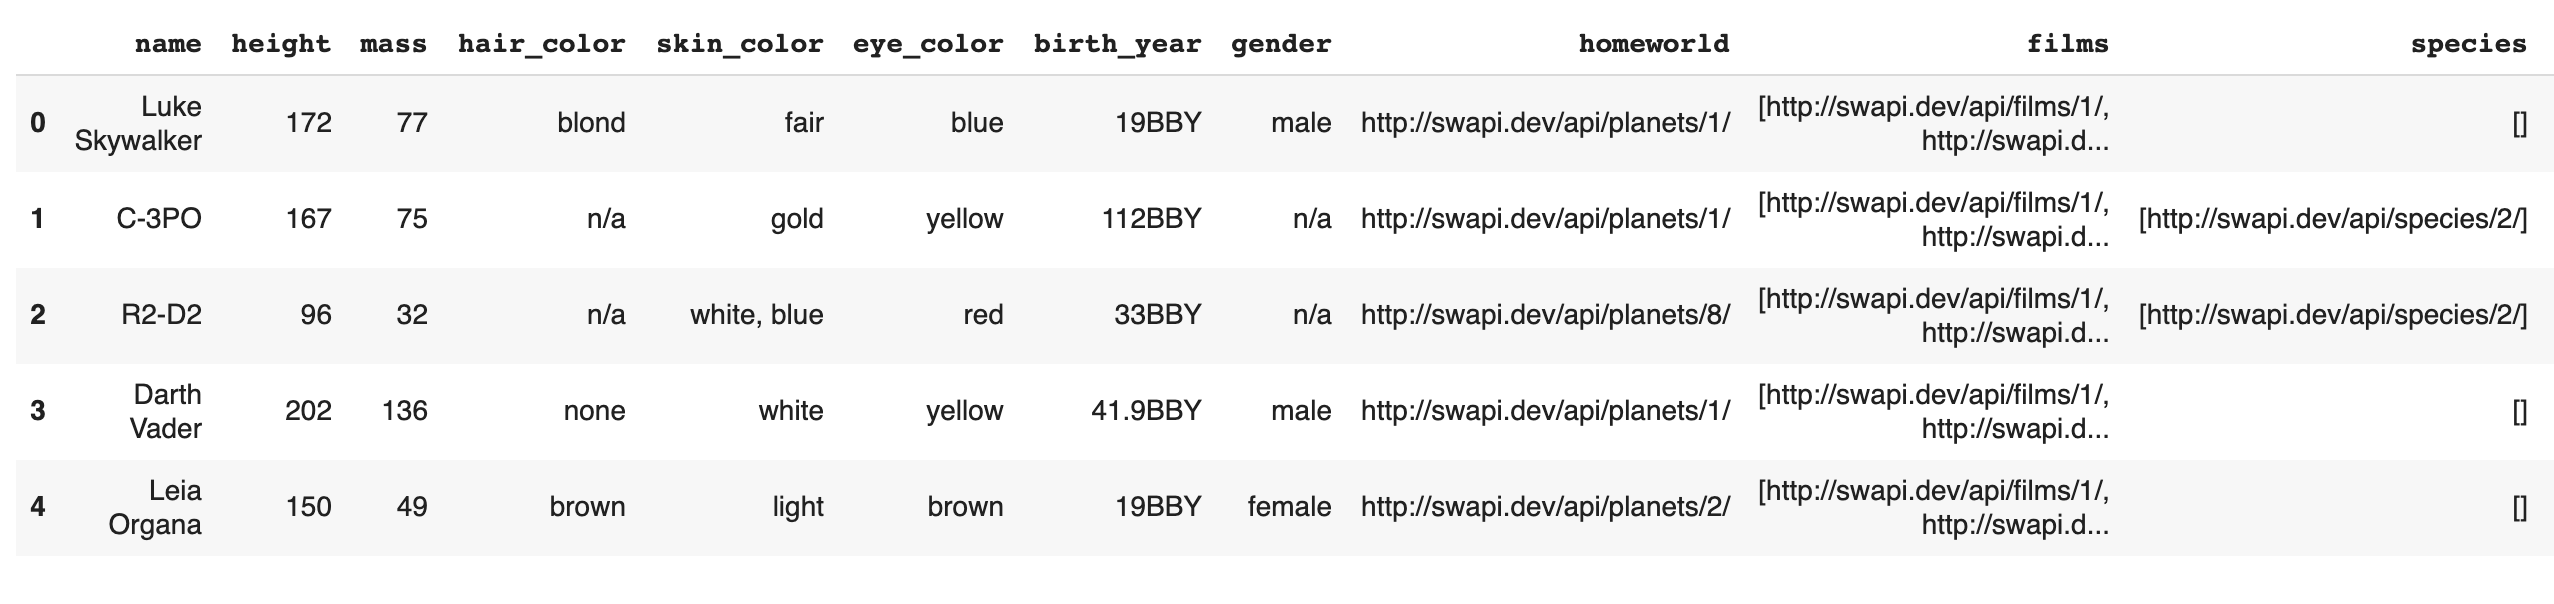 name height mass hair_color skin_color eye_color birth_year gender homeworld films species
0 Luke Skywalker 172 77 blond fair blue 19BBY male http://swapi.dev/api/planets/1/ [http://swapi.dev/api/films/1/, http://swapi.d... []
1 C-3PO 167 75 n/a gold yellow 112BBY n/a http://swapi.dev/api/planets/1/ [http://swapi.dev/api/films/1/, http://swapi.d... [http://swapi.dev/api/species/2/]
2 R2-D2 96 32 n/a white, blue red 33BBY n/a http://swapi.dev/api/planets/8/ [http://swapi.dev/api/films/1/, http://swapi.d... [http://swapi.dev/api/species/2/]
3 Darth Vader 202 136 none white yellow 41.9BBY male http://swapi.dev/api/planets/1/ [http://swapi.dev/api/films/1/, http://swapi.d... []
4 Leia Organa 150 49 brown light brown 19BBY female http://swapi.dev/api/planets/2/ [http://swapi.dev/api/films/1/, http://swapi.d... []